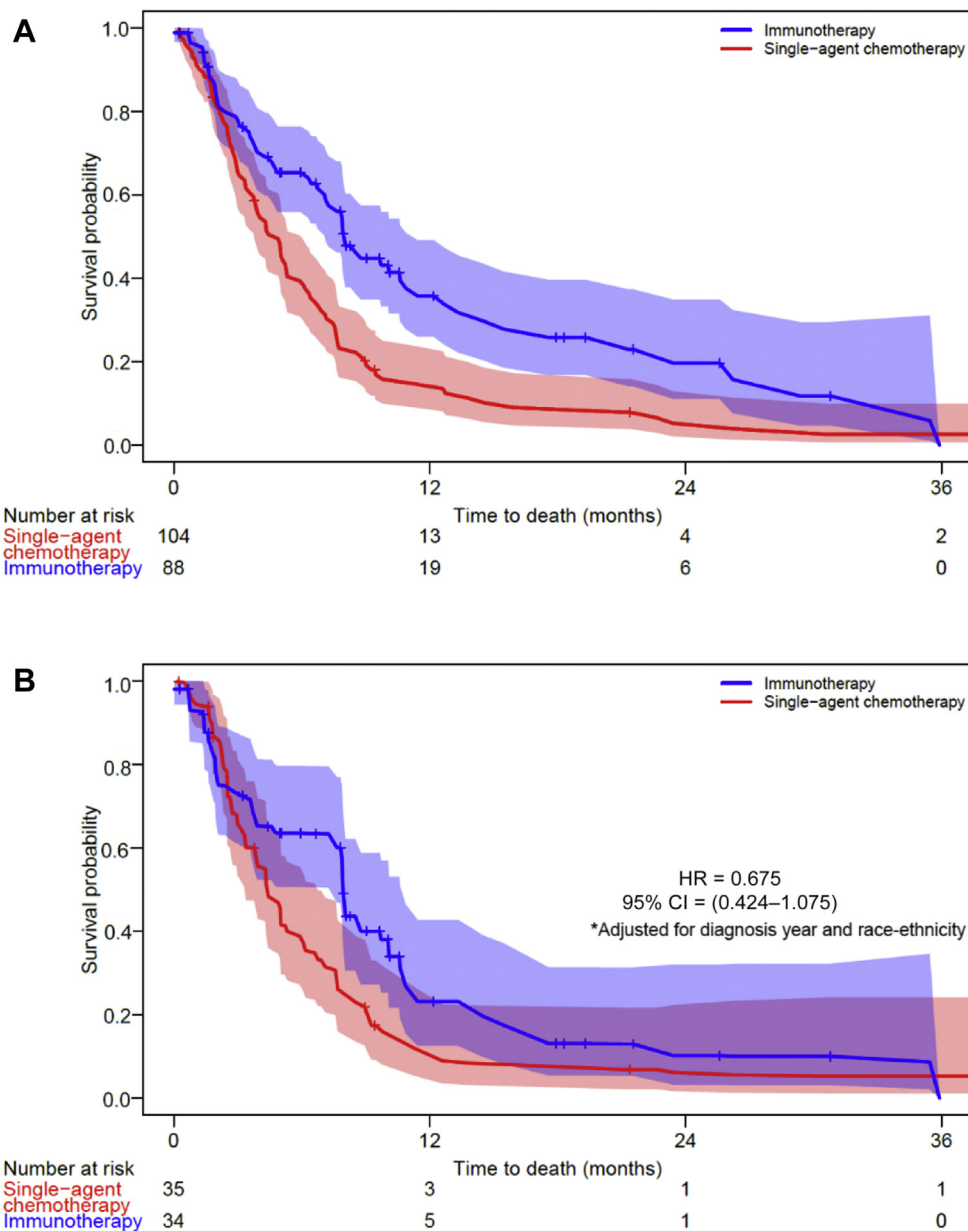 A
Immunotherapy
Single-agent chemotherapy
Survival probability
1.0
0.8
0.6
0.4
0.2
0.0
0 12 24 36
Time to death (months)
Number at risk
Single-agent
chemotherapy
104 13 4 2
Immunotherapy 88 19 6 0
B
Immunotherapy
Single-agent chemotherapy
Survival probability
1.0
0.8
0.6
0.4
0.2
0.0
HR = 0.675
95% CI = (0.424–1.075)
*Adjusted for diagnosis year and race-ethnicity
0 12 24 36
Time to death (months)
Number at risk
Single-agent
chemotherapy
35 3 1 1
Immunotherapy 34 5 1 0